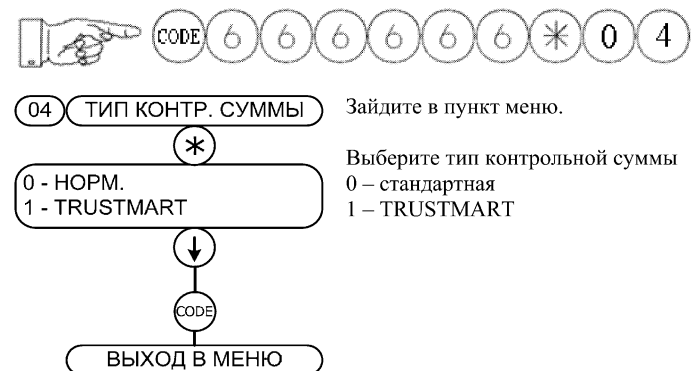 CODE 6 6 6 6 6 6 * 0 4
04 ТИП КОНТР. СУММЫ
Зайдите в пункт меню.
*
Выберите тип контрольной суммы
0 – стандартная
1 – TRUSTMART
0 - НОРМ.
1 - TRUSTMART
↓
CODE
ВЫХОД В МЕНЮ